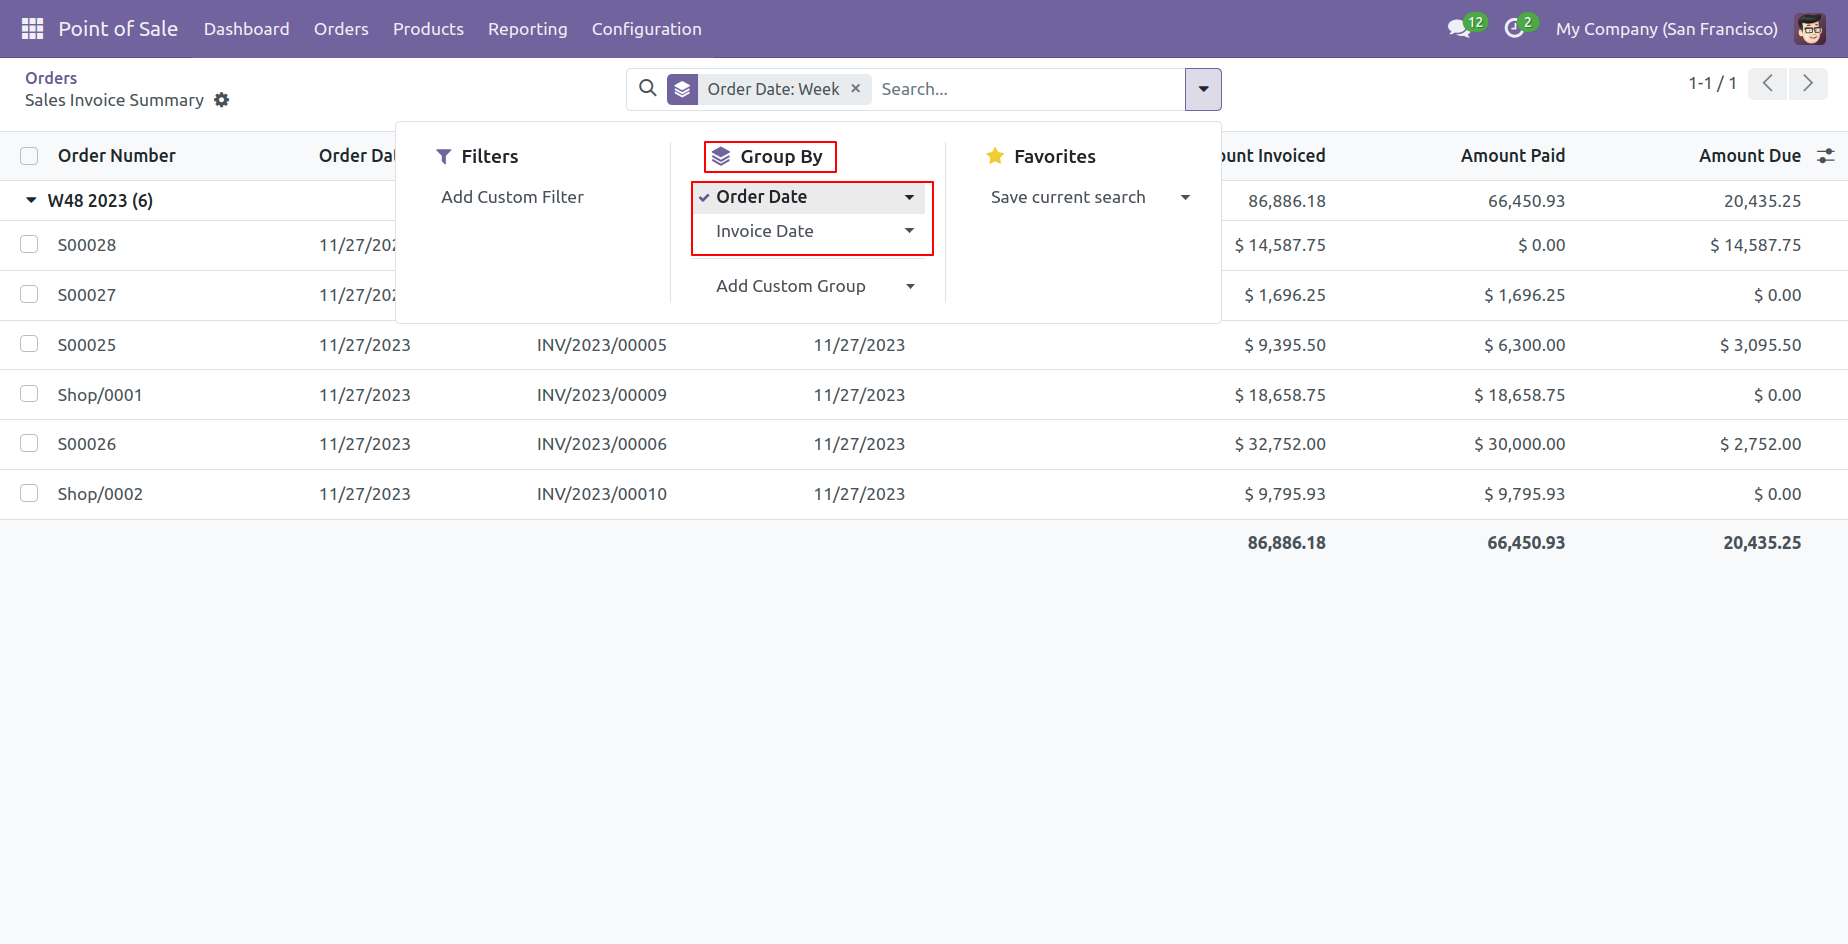 Point of Sale Dashboard Orders Products Reporting Configuration 12 2 My Company (San Francisco)
Orders
Sales Invoice Summary
Order Date: Week × Search...
1-1 / 1
Filters
Add Custom Filter
Group By
Order Date
Invoice Date
Add Custom Group
Favorites
Save current search
Order Number Order Dat unt Invoiced Amount Paid Amount Due
W48 2023 (6) 86,886.18 66,450.93 20,435.25
S00028 11/27/202 $ 14,587.75 $ 0.00 $ 14,587.75
S00027 11/27/202 $ 1,696.25 $ 1,696.25 $ 0.00
S00025 11/27/2023 INV/2023/00005 11/27/2023 $ 9,395.50 $ 6,300.00 $ 3,095.50
Shop/0001 11/27/2023 INV/2023/00009 11/27/2023 $ 18,658.75 $ 18,658.75 $ 0.00
S00026 11/27/2023 INV/2023/00006 11/27/2023 $ 32,752.00 $ 30,000.00 $ 2,752.00
Shop/0002 11/27/2023 INV/2023/00010 11/27/2023 $ 9,795.93 $ 9,795.93 $ 0.00
86,886.18 66,450.93 20,435.25